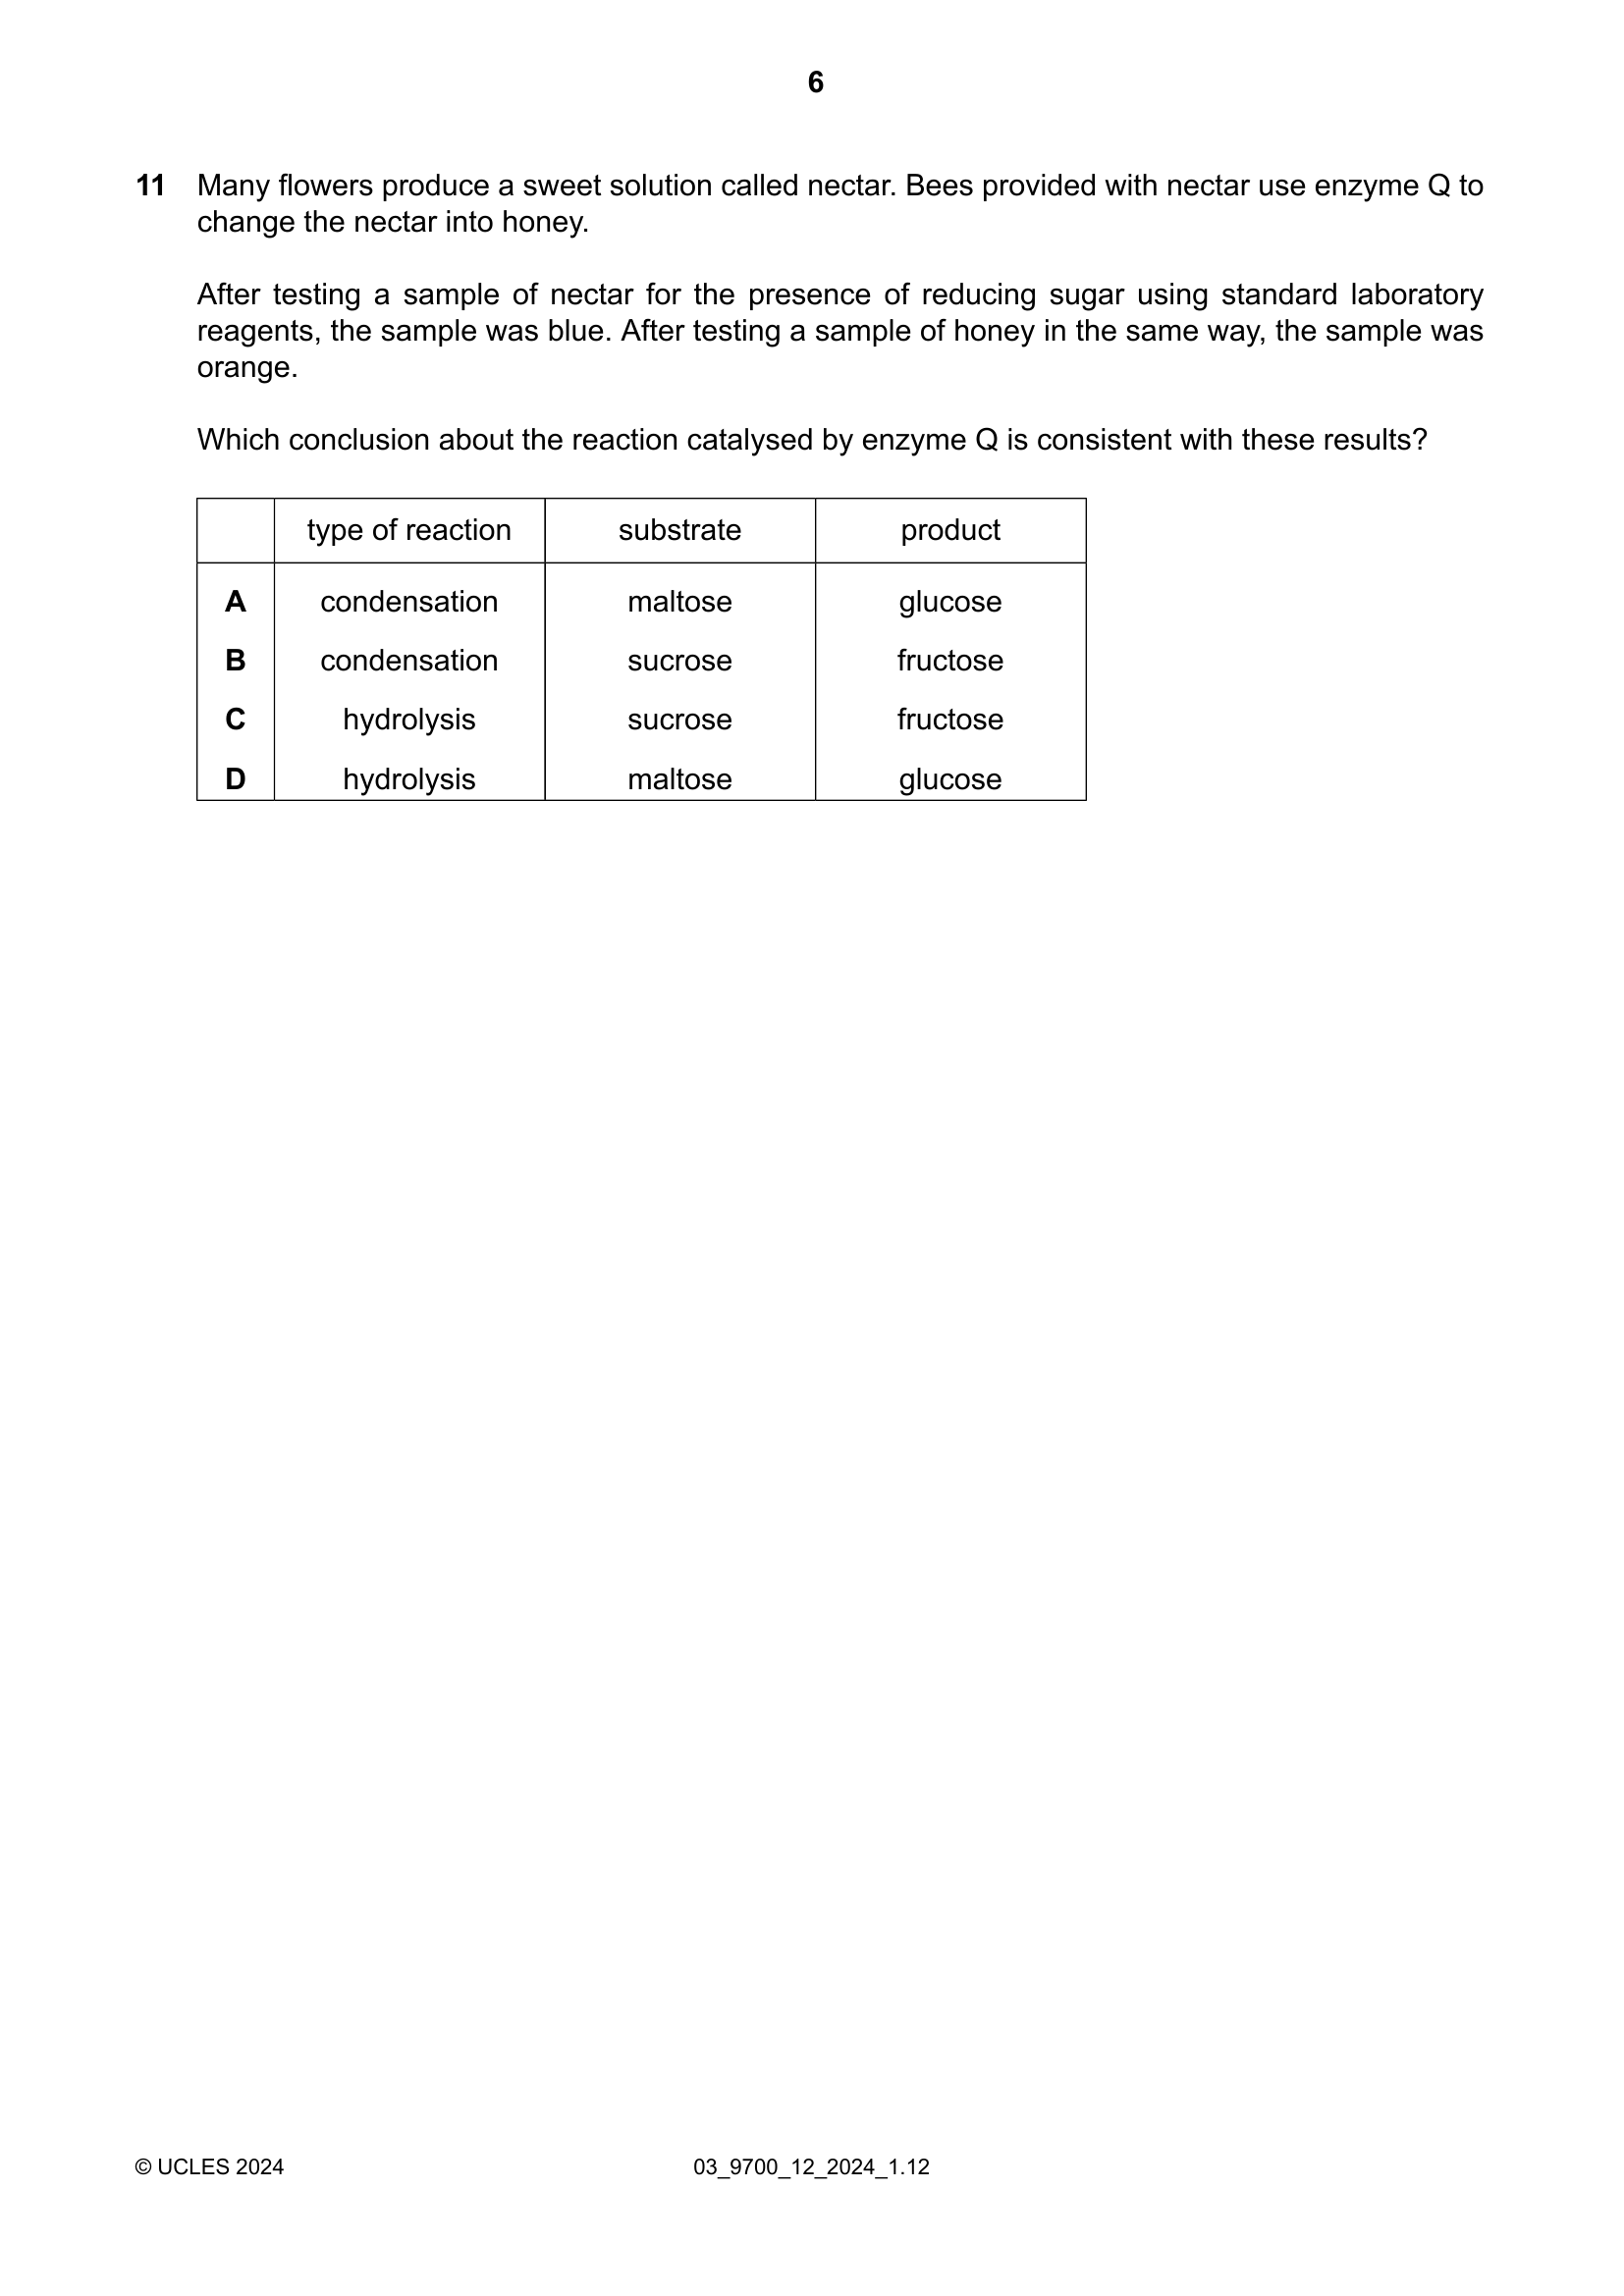 6
11 Many flowers produce a sweet solution called nectar. Bees provided with nectar use enzyme Q to
change the nectar into honey.
After testing a sample of nectar for the presence of reducing sugar using standard laboratory
reagents, the sample was blue. After testing a sample of honey in the same way, the sample was
orange.
Which conclusion about the reaction catalysed by enzyme Q is consistent with these results?
type of reaction substrate product
A condensation maltose glucose
B condensation sucrose fructose
C hydrolysis sucrose fructose
D hydrolysis maltose glucose
© UCLES 2024 03_9700_12_2024_1.12